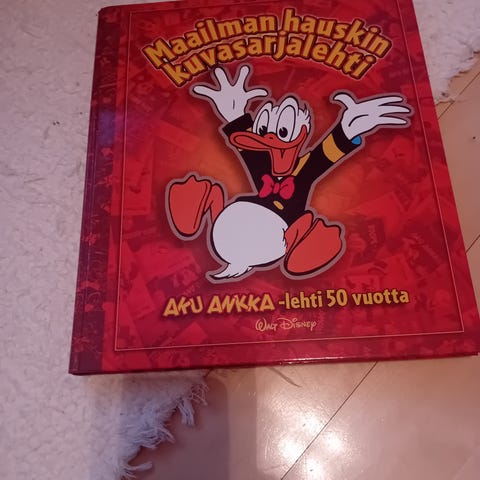 Maailman hauskin
kuvasarjalehti
AKU ANKKA -lehti 50 vuotta
WALT DISNEY